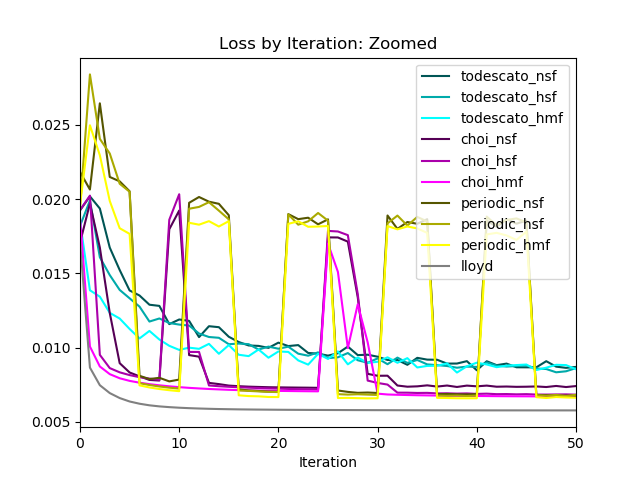 Loss by Iteration: Zoomed
todescato_nsf
todescato_hsf
todescato_hmf
choi_nsf
choi_hsf
choi_hmf
periodic_nsf
periodic_hsf
periodic_hmf
lloyd
0.025
0.020
0.015
0.010
0.005
0 10 20 30 40 50
Iteration